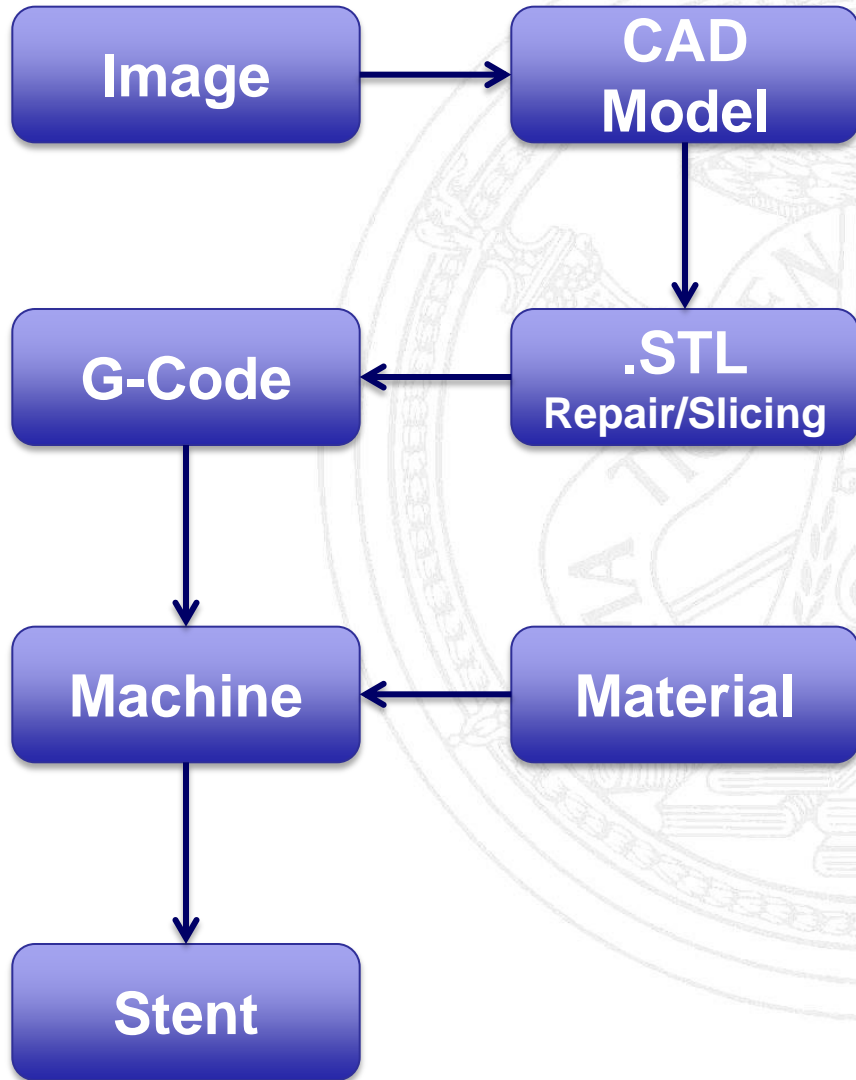 Image
CAD
Model
G-Code
.STL
Repair/Slicing
Machine
Material
Stent